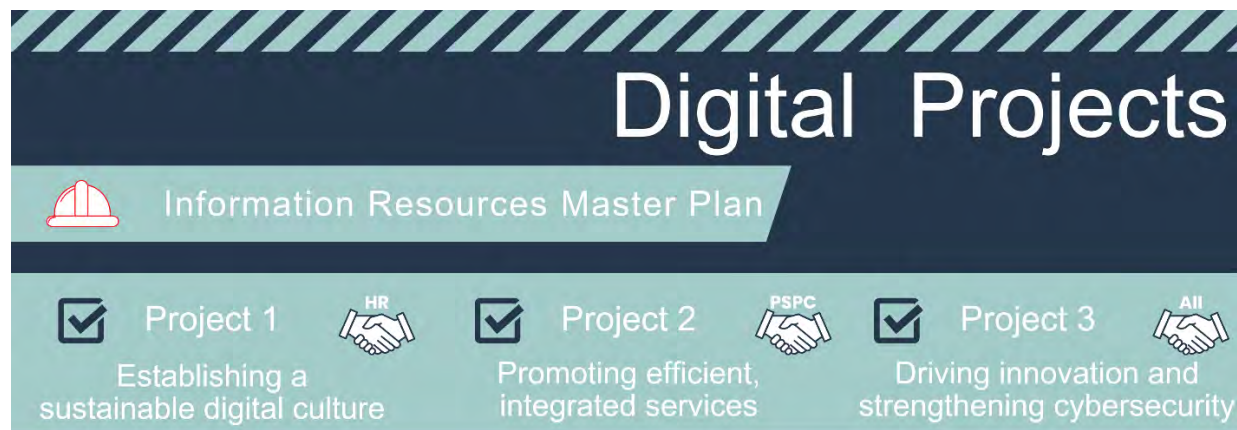 Digital Projects
Information Resources Master Plan
Project 1
HR
Establishing a
sustainable digital culture
Project 2
PSPC
Promoting efficient,
integrated services
Project 3
All
Driving innovation and
strengthening cybersecurity